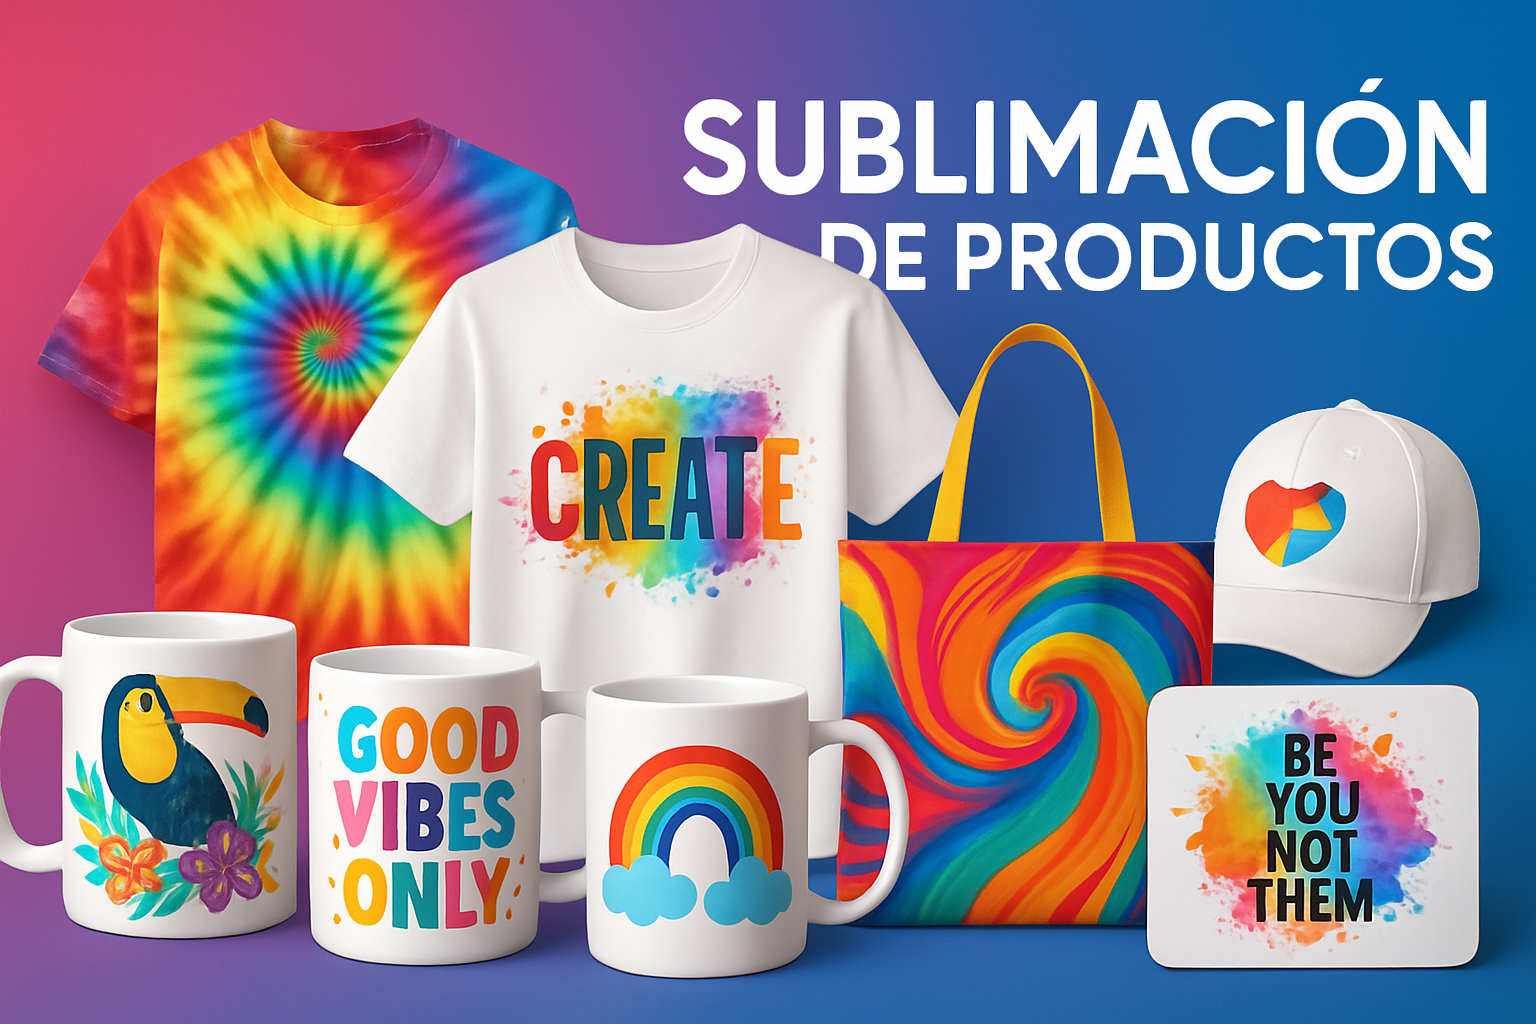 SUBLIMACIÓN
DE PRODUCTOS
CREATE
GOOD
VIBES
ONLY
BE
YOU
NOT
THEM